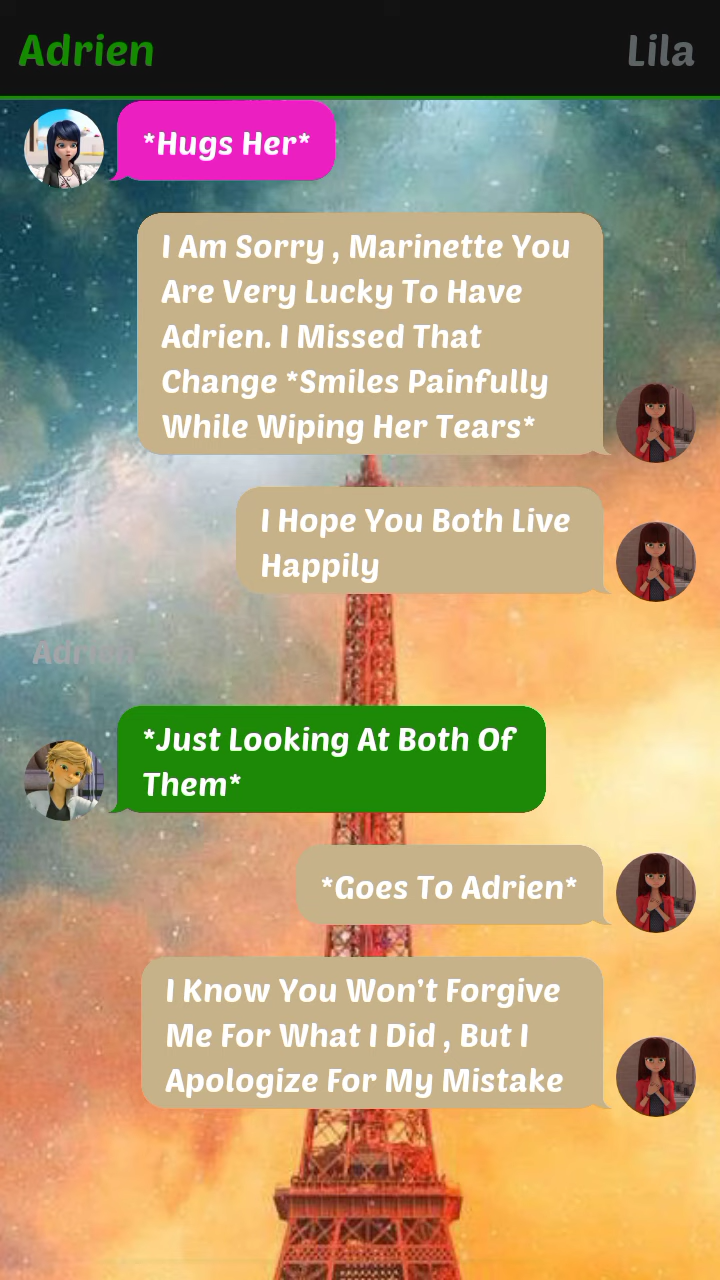 Adrien
Lila
*Hugs Her*
I Am Sorry , Marinette You
Are Very Lucky To Have
Adrien. I Missed That
Change *Smiles Painfully
While Wiping Her Tears*
I Hope You Both Live
Happily
Adrien
*Just Looking At Both Of
Them*
*Goes To Adrien*
I Know You Won't Forgive
Me For What I Did , But I
Apologize For My Mistake